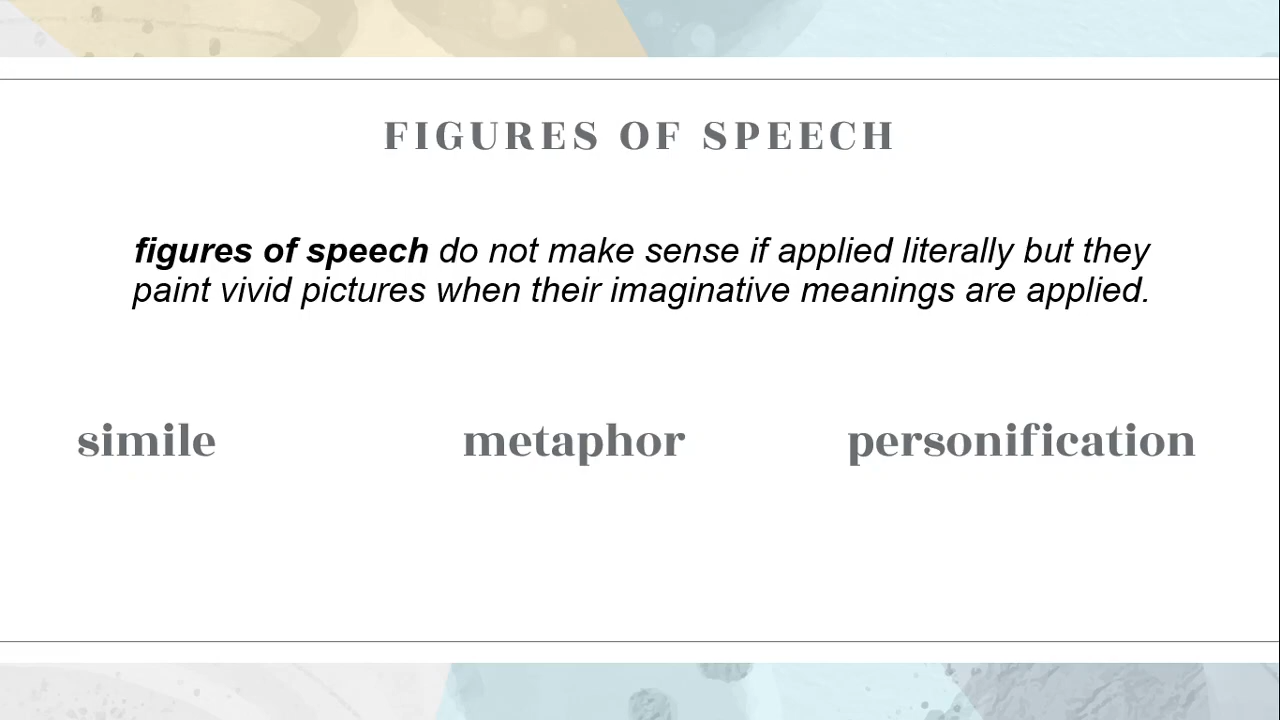 FIGURES OF SPEECH
figures of speech do not make sense if applied literally but they
paint vivid pictures when their imaginative meanings are applied.
simile metaphor personification